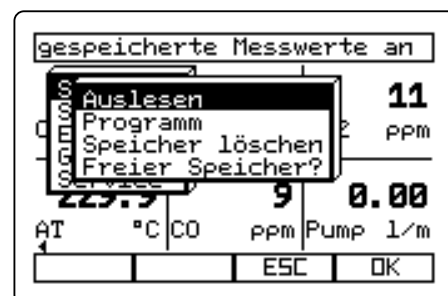 gespeicherte Messwerte an
Auslesen
Programm
Speicher löschen
Freier Speicher?
Service
11
ppm
229.9
9
0.00
AT °C CO ppm Pump l/m
ESC OK